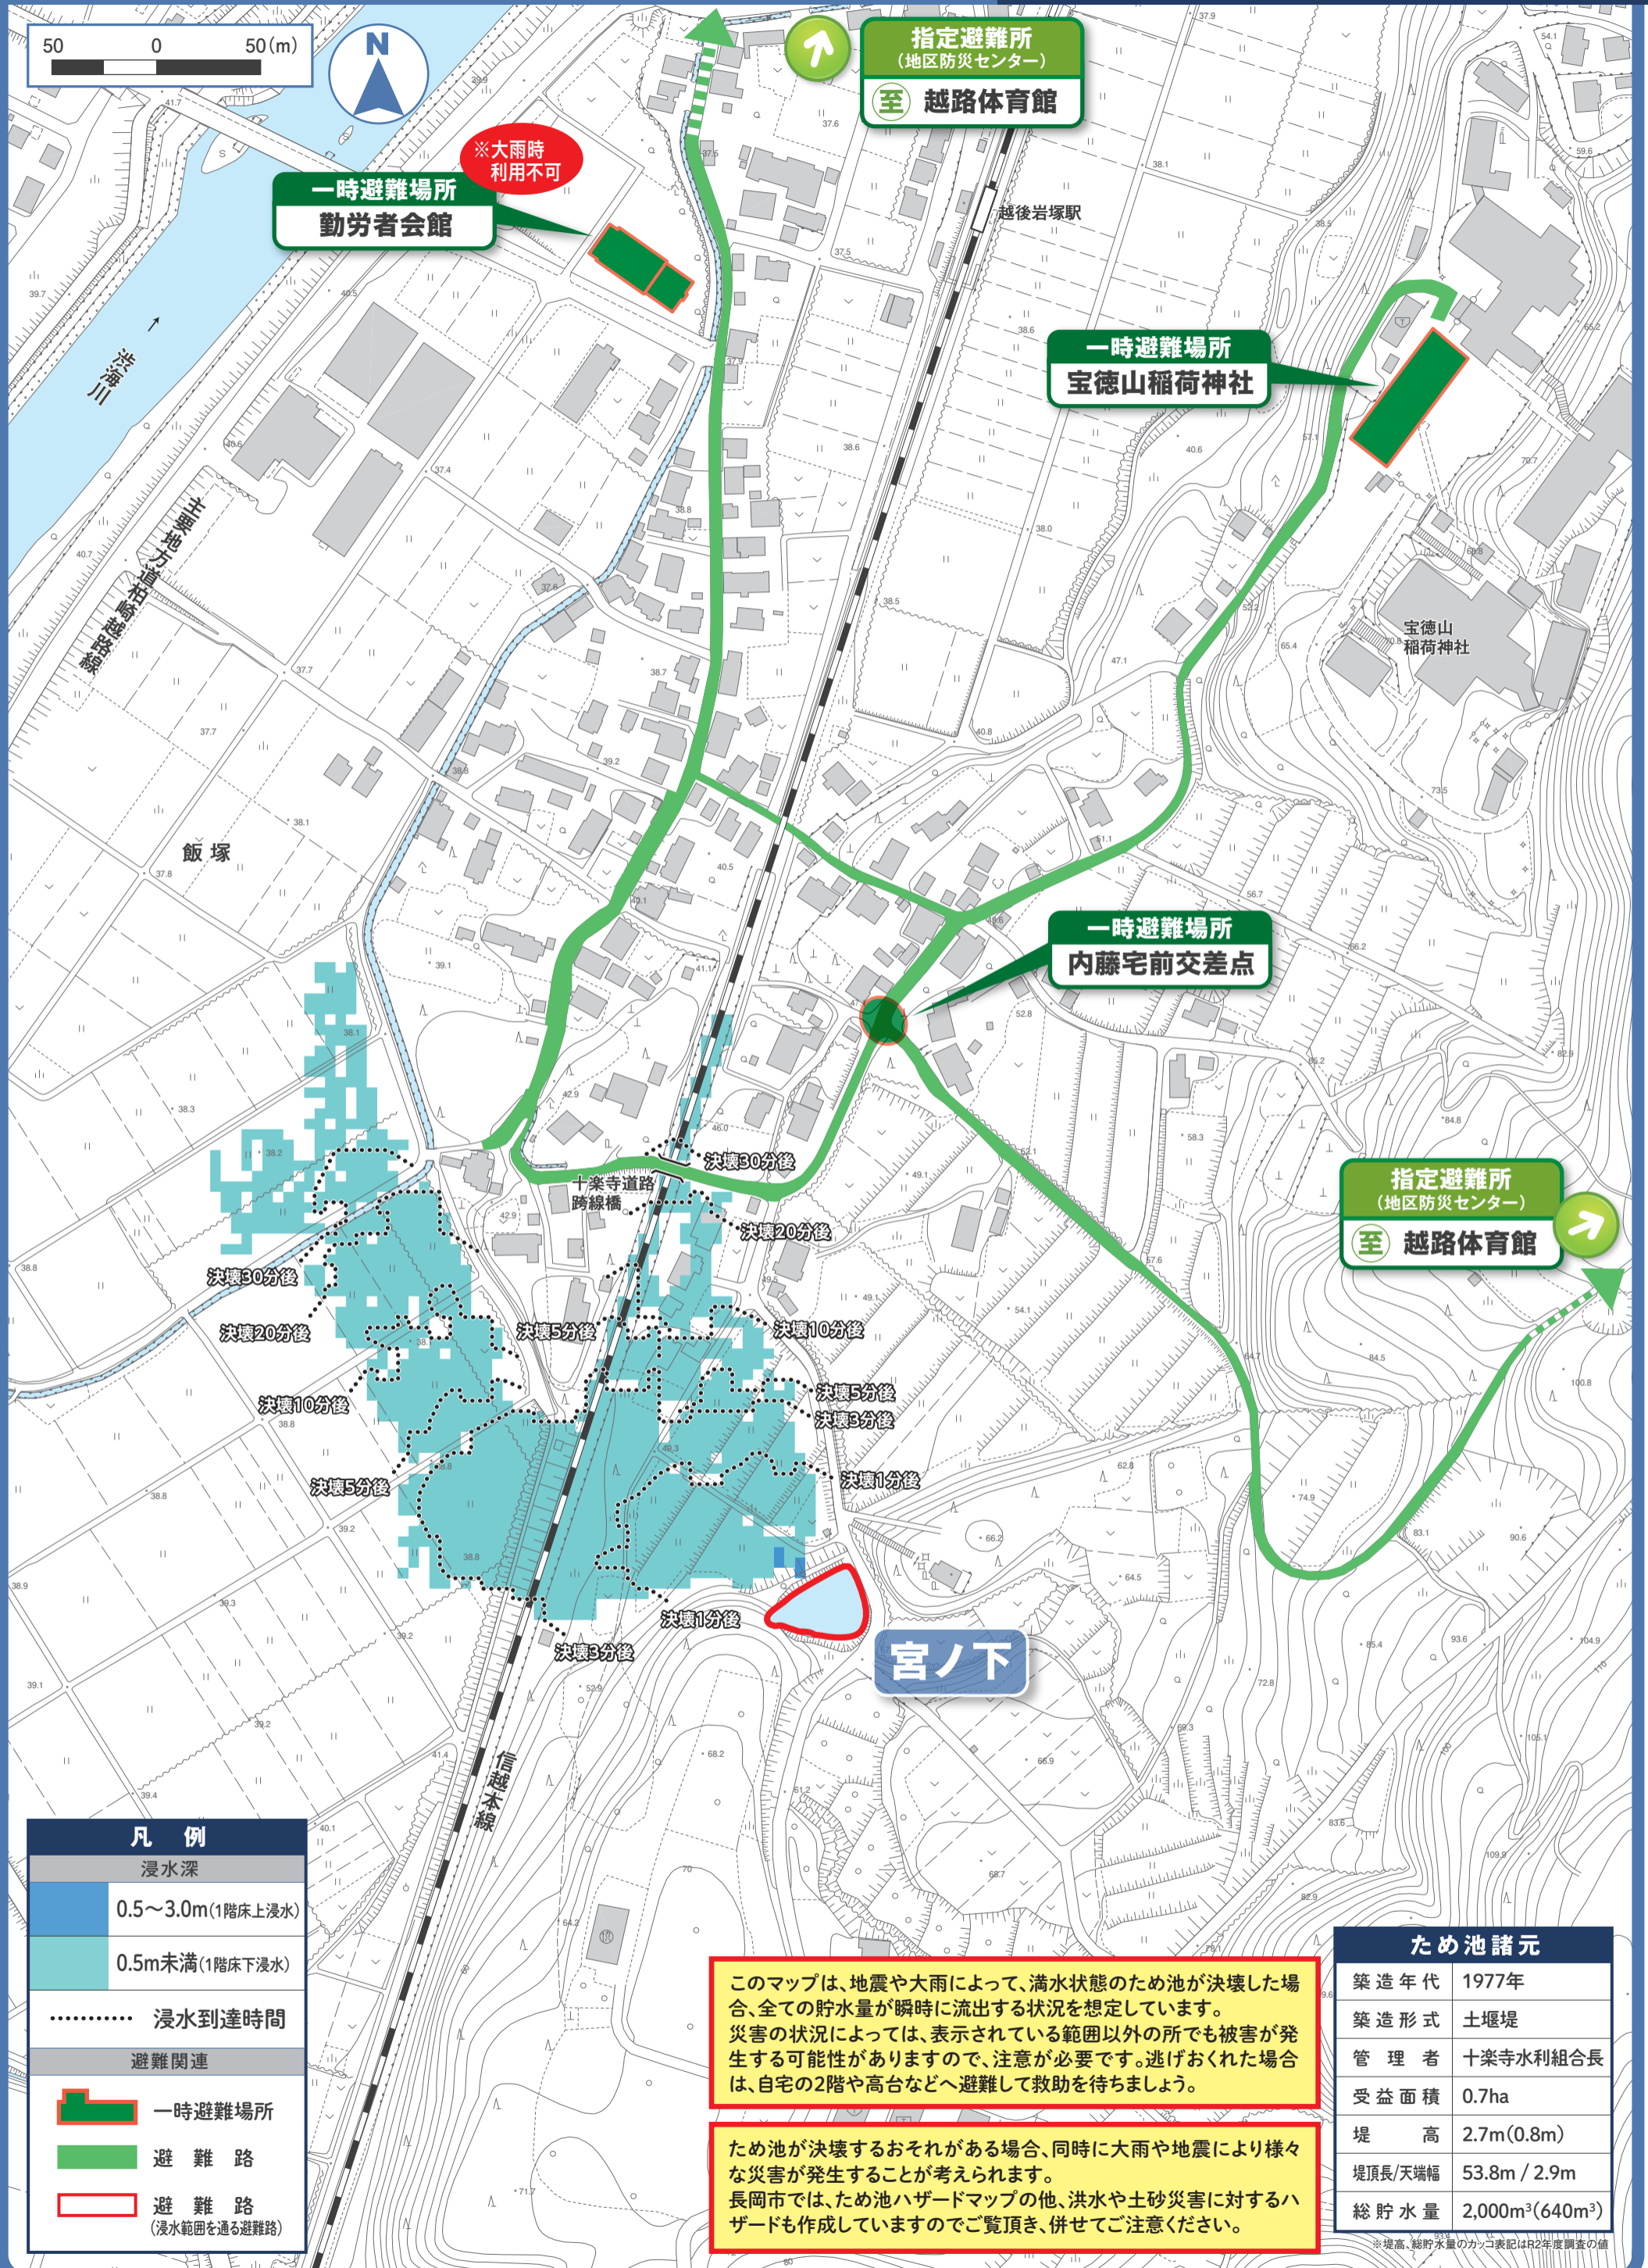 50 0 50(m)
N
指定避難所
(地区防災センター)
至 越路体育館
※大雨時
利用不可
一時避難場所
勤労者会館
越後岩塚駅
一時避難場所
宝徳山稲荷神社
渋海川
主要地方道柏崎越路線
宝徳山
稲荷神社
飯塚
一時避難場所
内藤宅前交差点
決壊30分後
十楽寺道路
跨線橋
決壊20分後
指定避難所
(地区防災センター)
至 越路体育館
決壊30分後
決壊20分後
決壊5分後
決壊10分後
決壊10分後
決壊5分後
決壊3分後
決壊5分後
決壊1分後
決壊1分後
決壊3分後
宮ノ下
信越本線
凡 例
浸水深
0.5〜3.0m(1階床上浸水)
0.5m未満(1階床下浸水)
浸水到達時間
避難関連
一時避難場所
避 難 路
避 難 路
(浸水範囲を通る避難路)
このマップは、地震や大雨によって、満水状態のため池が決壊した場
合、全ての貯水量が瞬時に流出する状況を想定しています。
災害の状況によっては、表示されている範囲以外の所でも被害が発
生する可能性がありますので、注意が必要です。逃げおくれた場合
は、自宅の2階や高台などへ避難して救助を待ちましょう。
ため池が決壊するおそれがある場合、同時に大雨や地震により様々
な災害が発生することが考えられます。
長岡市では、ため池ハザードマップの他、洪水や土砂災害に対するハ
ザードも作成していますのでご覧頂き、併せてご注意ください。
ため池諸元
築造年代 1977年
築造形式 土堰堤
管理者 十楽寺水利組合長
受益面積 0.7ha
堤高 2.7m(0.8m)
堤頂長/天端幅 53.8m / 2.9m
総貯水量 2,000m³(640m³)
※堤高、総貯水量のカッコ表記はR2年度調査の値